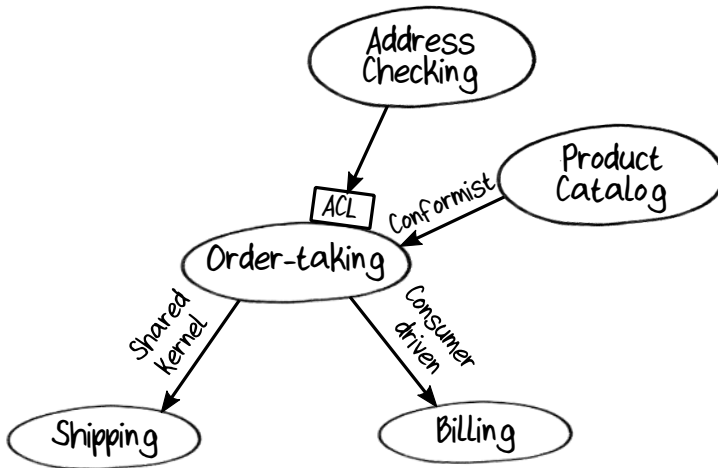 Address
Checking
Product
Catalog
ACL
Conformist
Order-taking
Shared
Kernel
Consumer
driven
Shipping
Billing